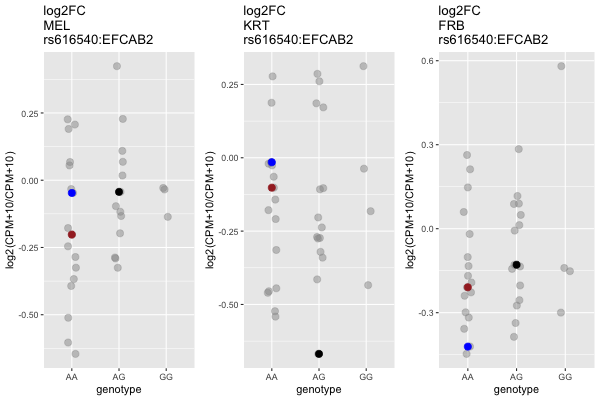 log2FC
MEL
rs616540:EFCAB2
log2(CPM+10/CPM+10)
0.25
0.00
-0.25
-0.50
AA
AG
GG
genotype
log2FC
KRT
rs616540:EFCAB2
log2(CPM+10/CPM+10)
0.25
0.00
-0.25
-0.50
AA
AG
GG
genotype
log2FC
FRB
rs616540:EFCAB2
log2(CPM+10/CPM+10)
0.6
0.3
0.0
-0.3
AA
AG
GG
genotype